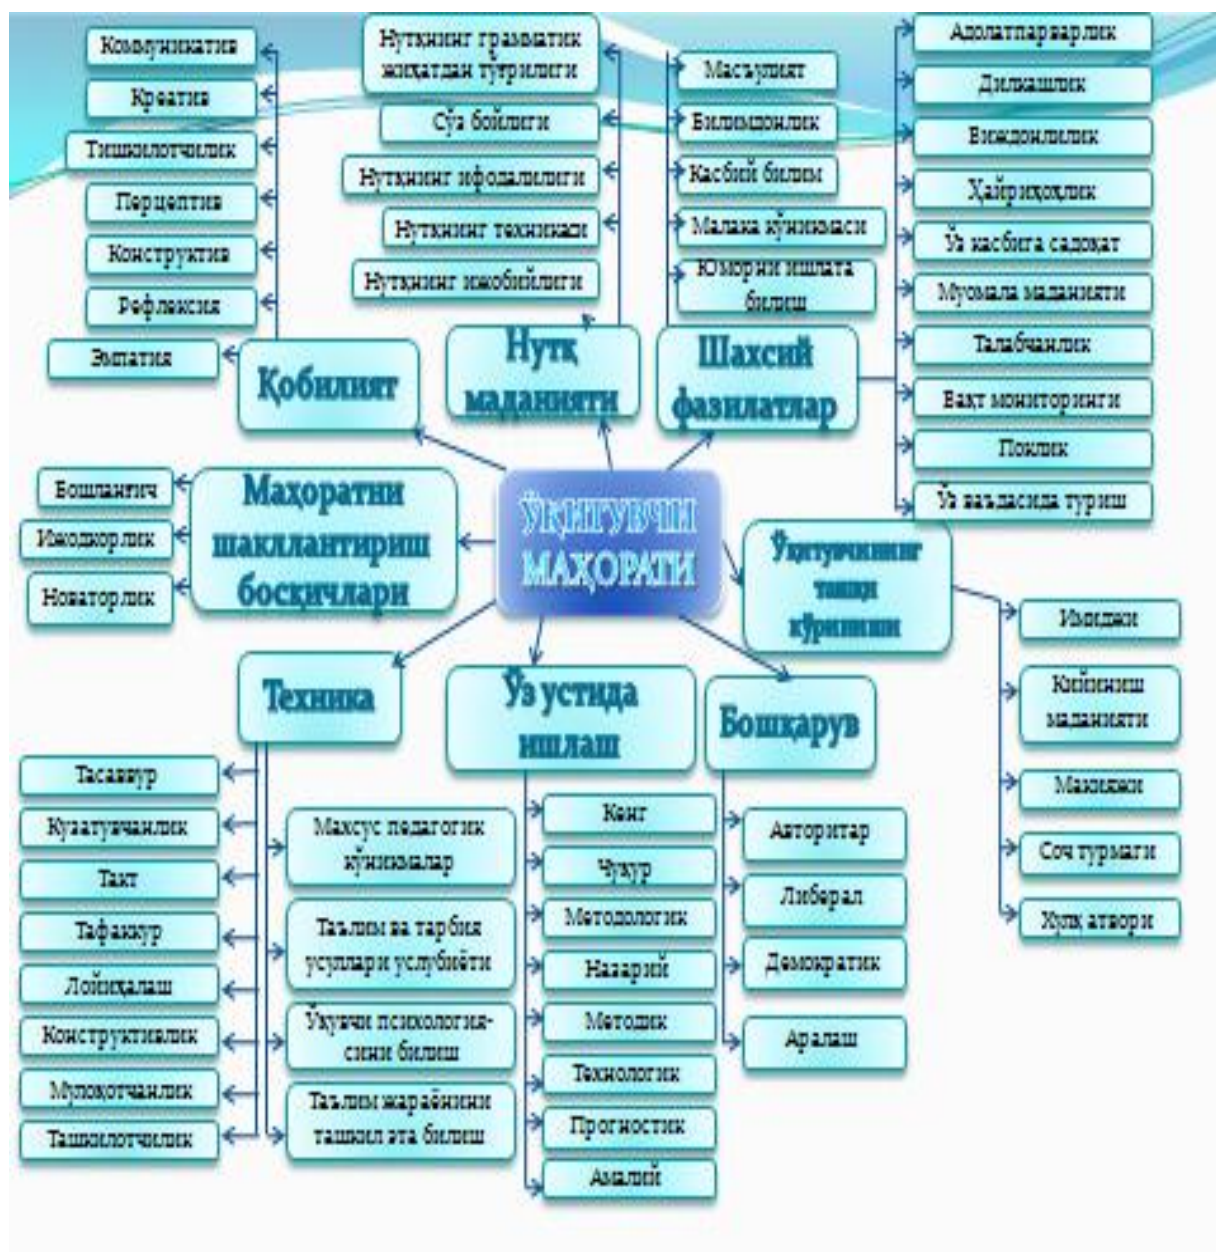 Коммуникатив
Креатив
Тишкилотчилик
Перцептив
Конструктив
Рефлексия
Эмпатия
Қобилият
Нутқнинг грамматик
жиҳатдан тўғрилиги
Сўз бойлиги
Нутқнинг ифодалилиги
Нутқнинг техникаси
Нутқнинг ижобийлиги
Нутқ
маданияти
Масъулият
Билимдонлик
Касбий билим
Малака кўникмаси
Юморни ишлата
билиш
Шахсий
фазилатлар
Адолатпарварлик
Дилкашлик
Виждонлилик
Ҳайриҳоҳлик
Ўз касбига садоқат
Муомала маданияти
Талабчанлик
Вақт мониторинги
Поклик
Ўз ваъдасида туриш
Бошланғич
Ижодкорлик
Новаторлик
Маҳоратни
шакллантириш
босқичлари
ЎҚИТУВЧИ
МАҲОРАТИ
Ўқитувчининг
ташқи
кўриниши
Имиджи
Кийиниш
маданияти
Макияжи
Соч турмаги
Хулқ атвори
Техника
Тасаввур
Кузатувчанлик
Такт
Тафаккур
Лойиҳалаш
Конструктивлик
Мулоқотчанлик
Ташкилотчилик
Махсус педагогик
кўникмалар
Таълим ва тарбия
усуллари услубиёти
Ўқувчи психология-
сини билиш
Таълим жараёнини
ташкил эта билиш
Ўз устида
ишлаш
Кенг
Чуқур
Методологик
Назарий
Методик
Технологик
Прогностик
Амалий
Бошқарув
Авторитар
Либерал
Демократик
Аралаш